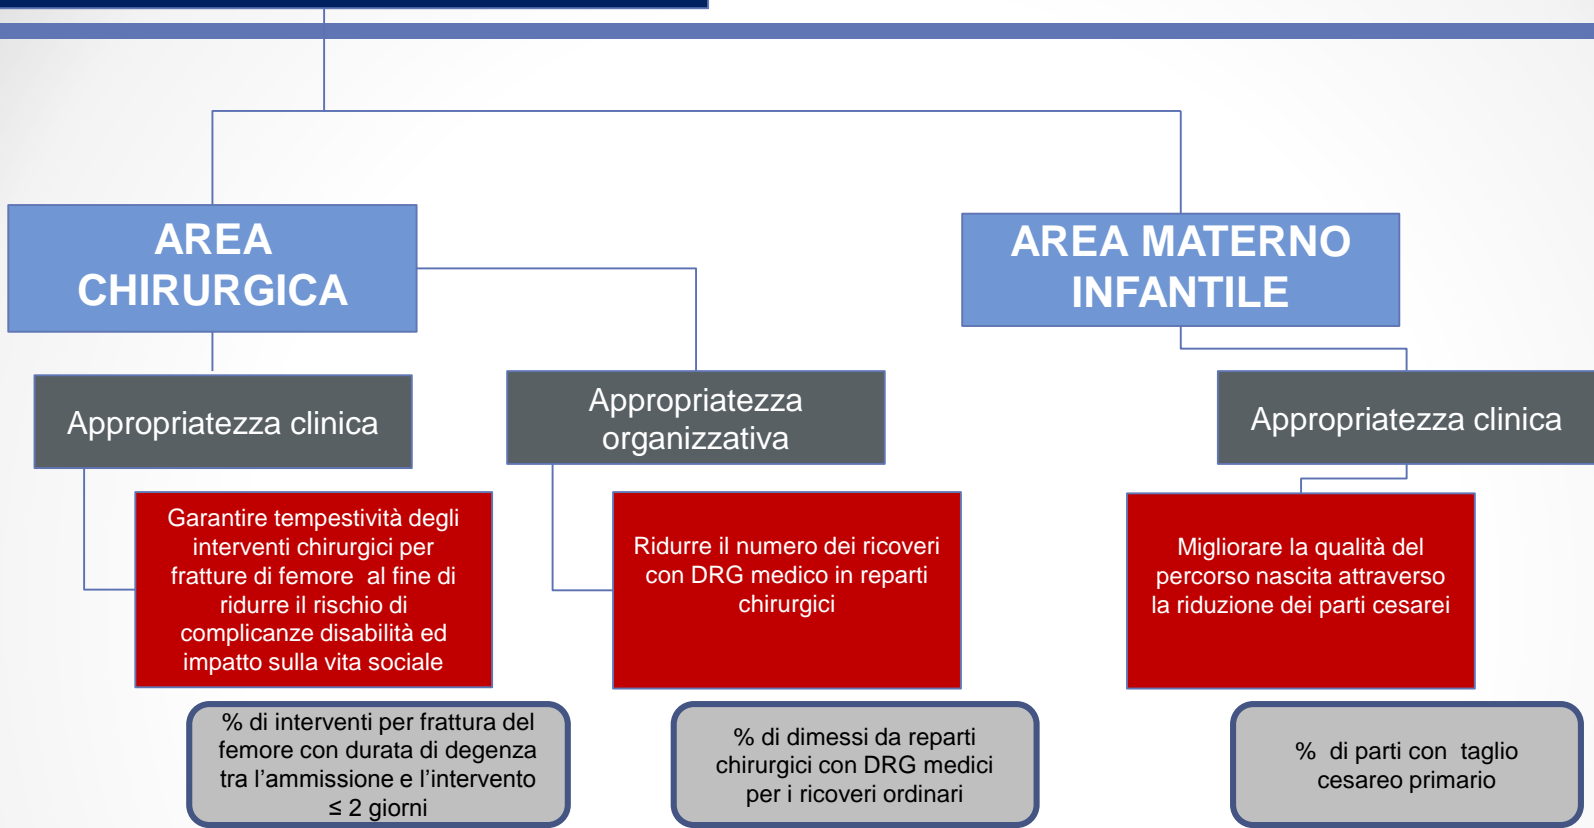 AREA
CHIRURGICA
AREA MATERNO
INFANTILE
Appropriatezza clinica
Appropriatezza
organizzativa
Appropriatezza clinica
Garantire tempestività degli
interventi chirurgici per
fratture di femore al fine di
ridurre il rischio di
complicanze disabilità ed
impatto sulla vita sociale
Ridurre il numero dei ricoveri
con DRG medico in reparti
chirurgici
Migliorare la qualità del
percorso nascita attraverso
la riduzione dei parti cesarei
% di interventi per frattura del
femore con durata di degenza
tra l’ammissione e l’intervento
≤ 2 giorni
% di dimessi da reparti
chirurgici con DRG medici
per i ricoveri ordinari
% di parti con taglio
cesareo primario